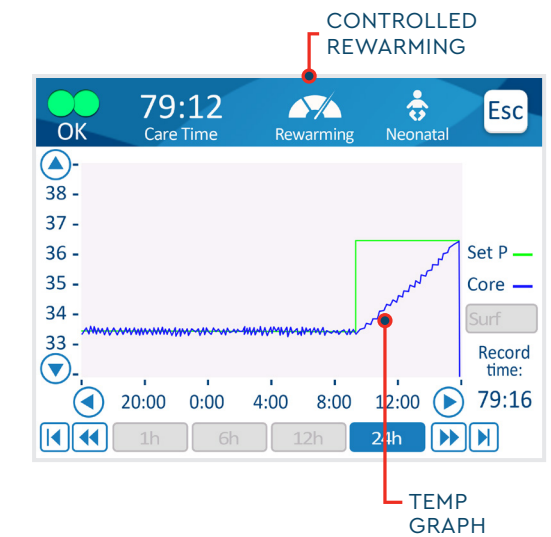 CONTROLLED
REWARMING
OK
79:12
Care Time
Rewarming
Neonatal
Esc
38 -
37 -
36 -
35 -
34 -
33 -
Set P
Core
Surf
Record
time:
79:16
20:00 0:00 4:00 8:00 12:00
1h 6h 12h 24h
TEMP
GRAPH